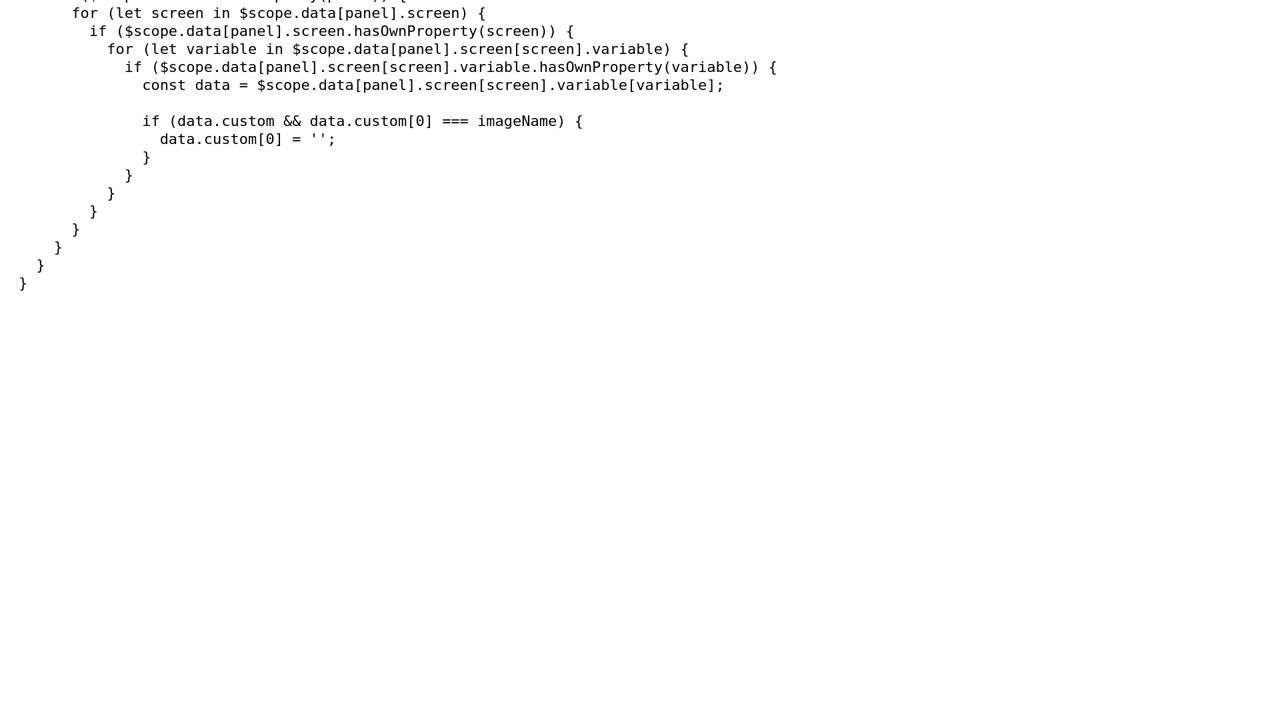 for (let screen in $scope.data[panel].screen) {
if ($scope.data[panel].screen.hasOwnProperty(screen)) {
for (let variable in $scope.data[panel].screen[screen].variable) {
if ($scope.data[panel].screen[screen].variable.hasOwnProperty(variable)) {
const data = $scope.data[panel].screen[screen].variable[variable];
if (data.custom && data.custom[0] === imageName) {
data.custom[0] = '';
}
}
}
}
}
}
}
}